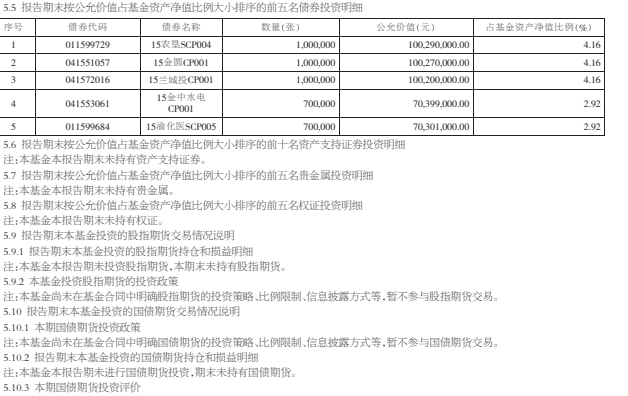 5.5 报告期末按公允价值占基金资产净值比例大小排序的前五名债券投资明细
序号 债券代码 债券名称 数量(张) 公允价值(元) 占基金资产净值比例(%)
1 011599729 15农垦SCP004 1,000,000 100,290,000.00 4.16
2 041551057 15金圆CP001 1,000,000 100,270,000.00 4.16
3 041572016 15兰城投CP001 1,000,000 100,200,000.00 4.16
4 041553061 15金中水电CP001 700,000 70,399,000.00 2.92
5 011599684 15渝化医SCP005 700,000 70,301,000.00 2.92
5.6 报告期末按公允价值占基金资产净值比例大小排序的前十名资产支持证券投资明细
注:本基金本报告期末未持有资产支持证券。
5.7 报告期末按公允价值占基金资产净值比例大小排序的前五名贵金属投资明细
注:本基金本报告期末未持有贵金属。
5.8 报告期末按公允价值占基金资产净值比例大小排序的前五名权证投资明细
注:本基金本报告期末未持有权证。
5.9 报告期末本基金投资的股指期货交易情况说明
5.9.1 报告期末本基金投资的股指期货持仓和损益明细
注:本基金本报告期未投资股指期货,本期末未持有股指期货。
5.9.2 本基金投资股指期货的投资政策
注:本基金尚未在基金合同中明确股指期货的投资策略、比例限制、信息披露方式等,暂不参与股指期货交易。
5.10 报告期末本基金投资的国债期货交易情况说明
5.10.1 本期国债期货投资政策
注:本基金尚未在基金合同中明确国债期货的投资策略、比例限制、信息披露方式等,暂不参与国债期货交易。
5.10.2 报告期末本基金投资的国债期货持仓和损益明细
注:本基金本报告期未进行国债期货投资,期末未持有国债期货。
5.10.3 本期国债期货投资评价